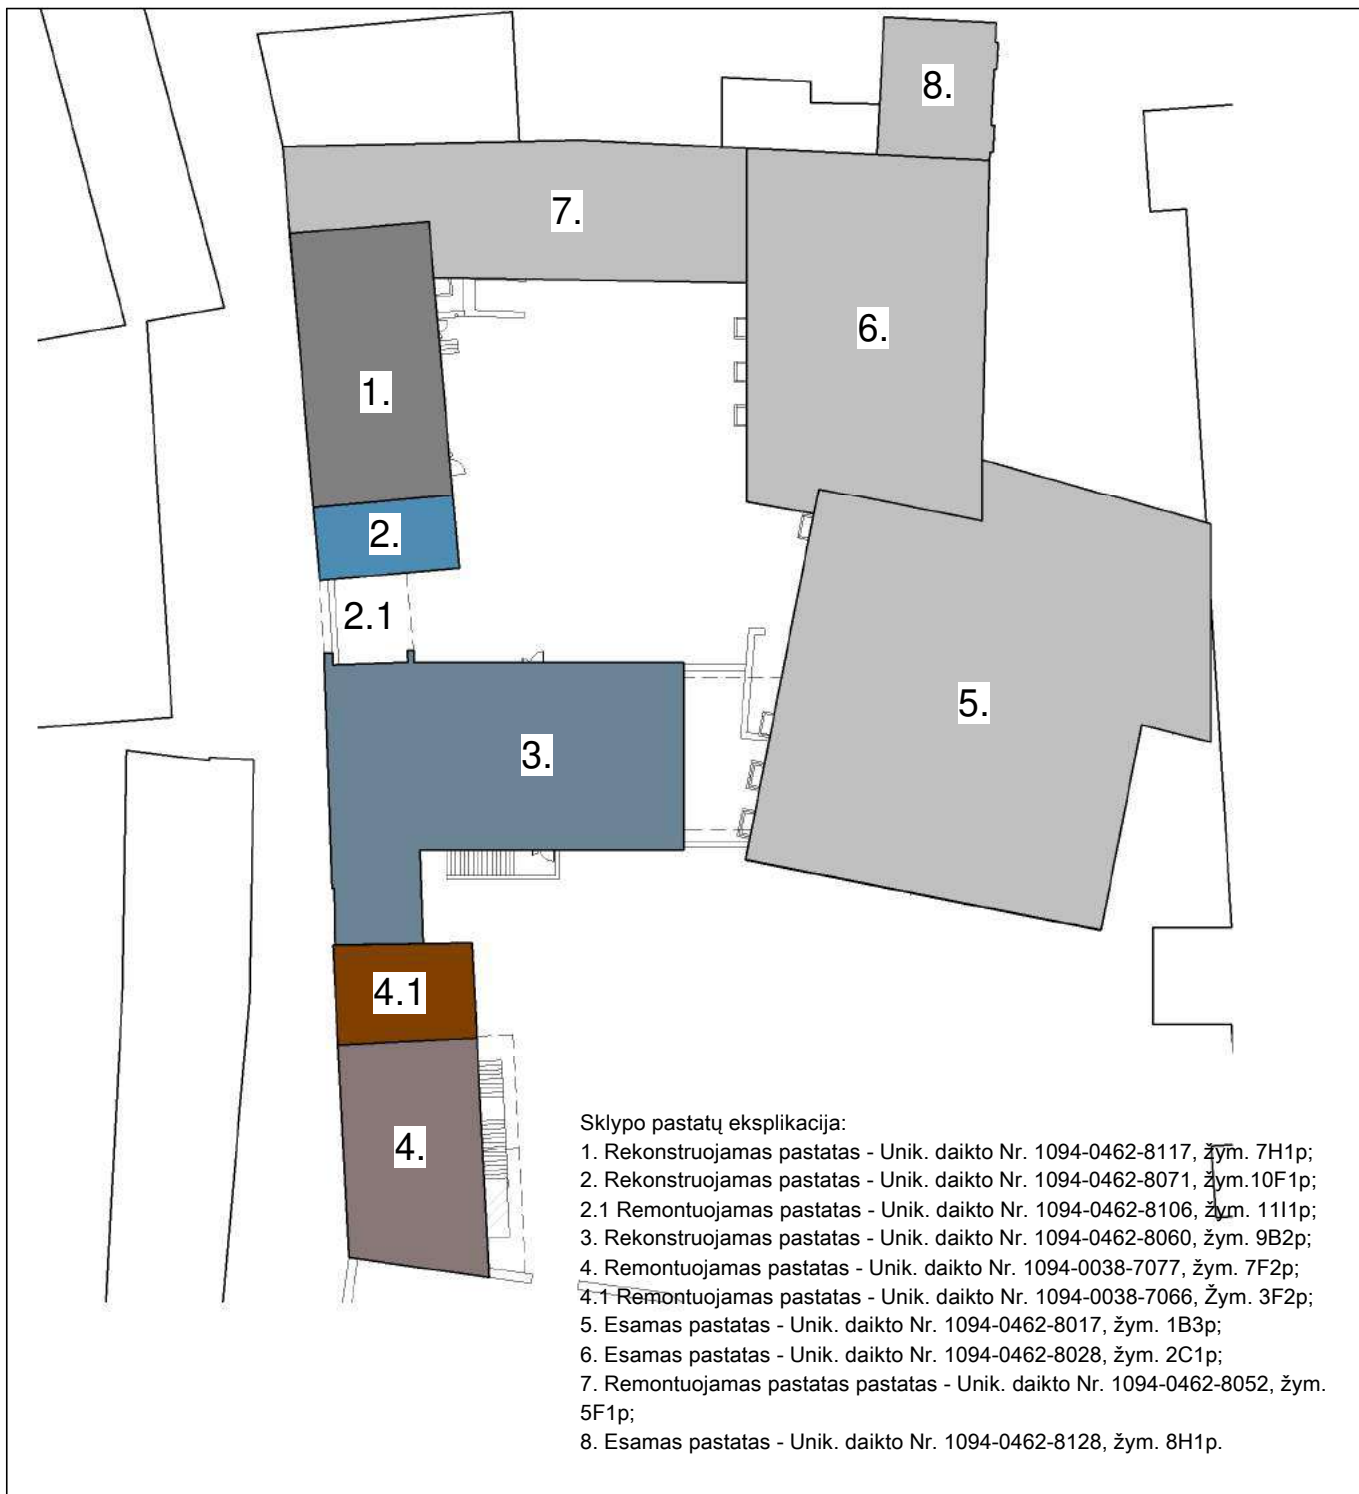 8.
7.
6.
1.
2.
2.1
5.
3.
4.1
4.
Sklypo pastatų eksplikacija:
1. Rekonstruojamas pastatas - Unik. daikto Nr. 1094-0462-8117, žym. 7H1p;
2. Rekonstruojamas pastatas - Unik. daikto Nr. 1094-0462-8071, žym.10F1p;
2.1 Remontuojamas pastatas - Unik. daikto Nr. 1094-0462-8106, žym. 11I1p;
3. Rekonstruojamas pastatas - Unik. daikto Nr. 1094-0462-8060, žym. 9B2p;
4. Remontuojamas pastatas - Unik. daikto Nr. 1094-0038-7077, žym. 7F2p;
4.1 Remontuojamas pastatas - Unik. daikto Nr. 1094-0038-7066, Žym. 3F2p;
5. Esamas pastatas - Unik. daikto Nr. 1094-0462-8017, žym. 1B3p;
6. Esamas pastatas - Unik. daikto Nr. 1094-0462-8028, žym. 2C1p;
7. Remontuojamas pastatas pastatas - Unik. daikto Nr. 1094-0462-8052, žym.
5F1p;
8. Esamas pastatas - Unik. daikto Nr. 1094-0462-8128, žym. 8H1p.